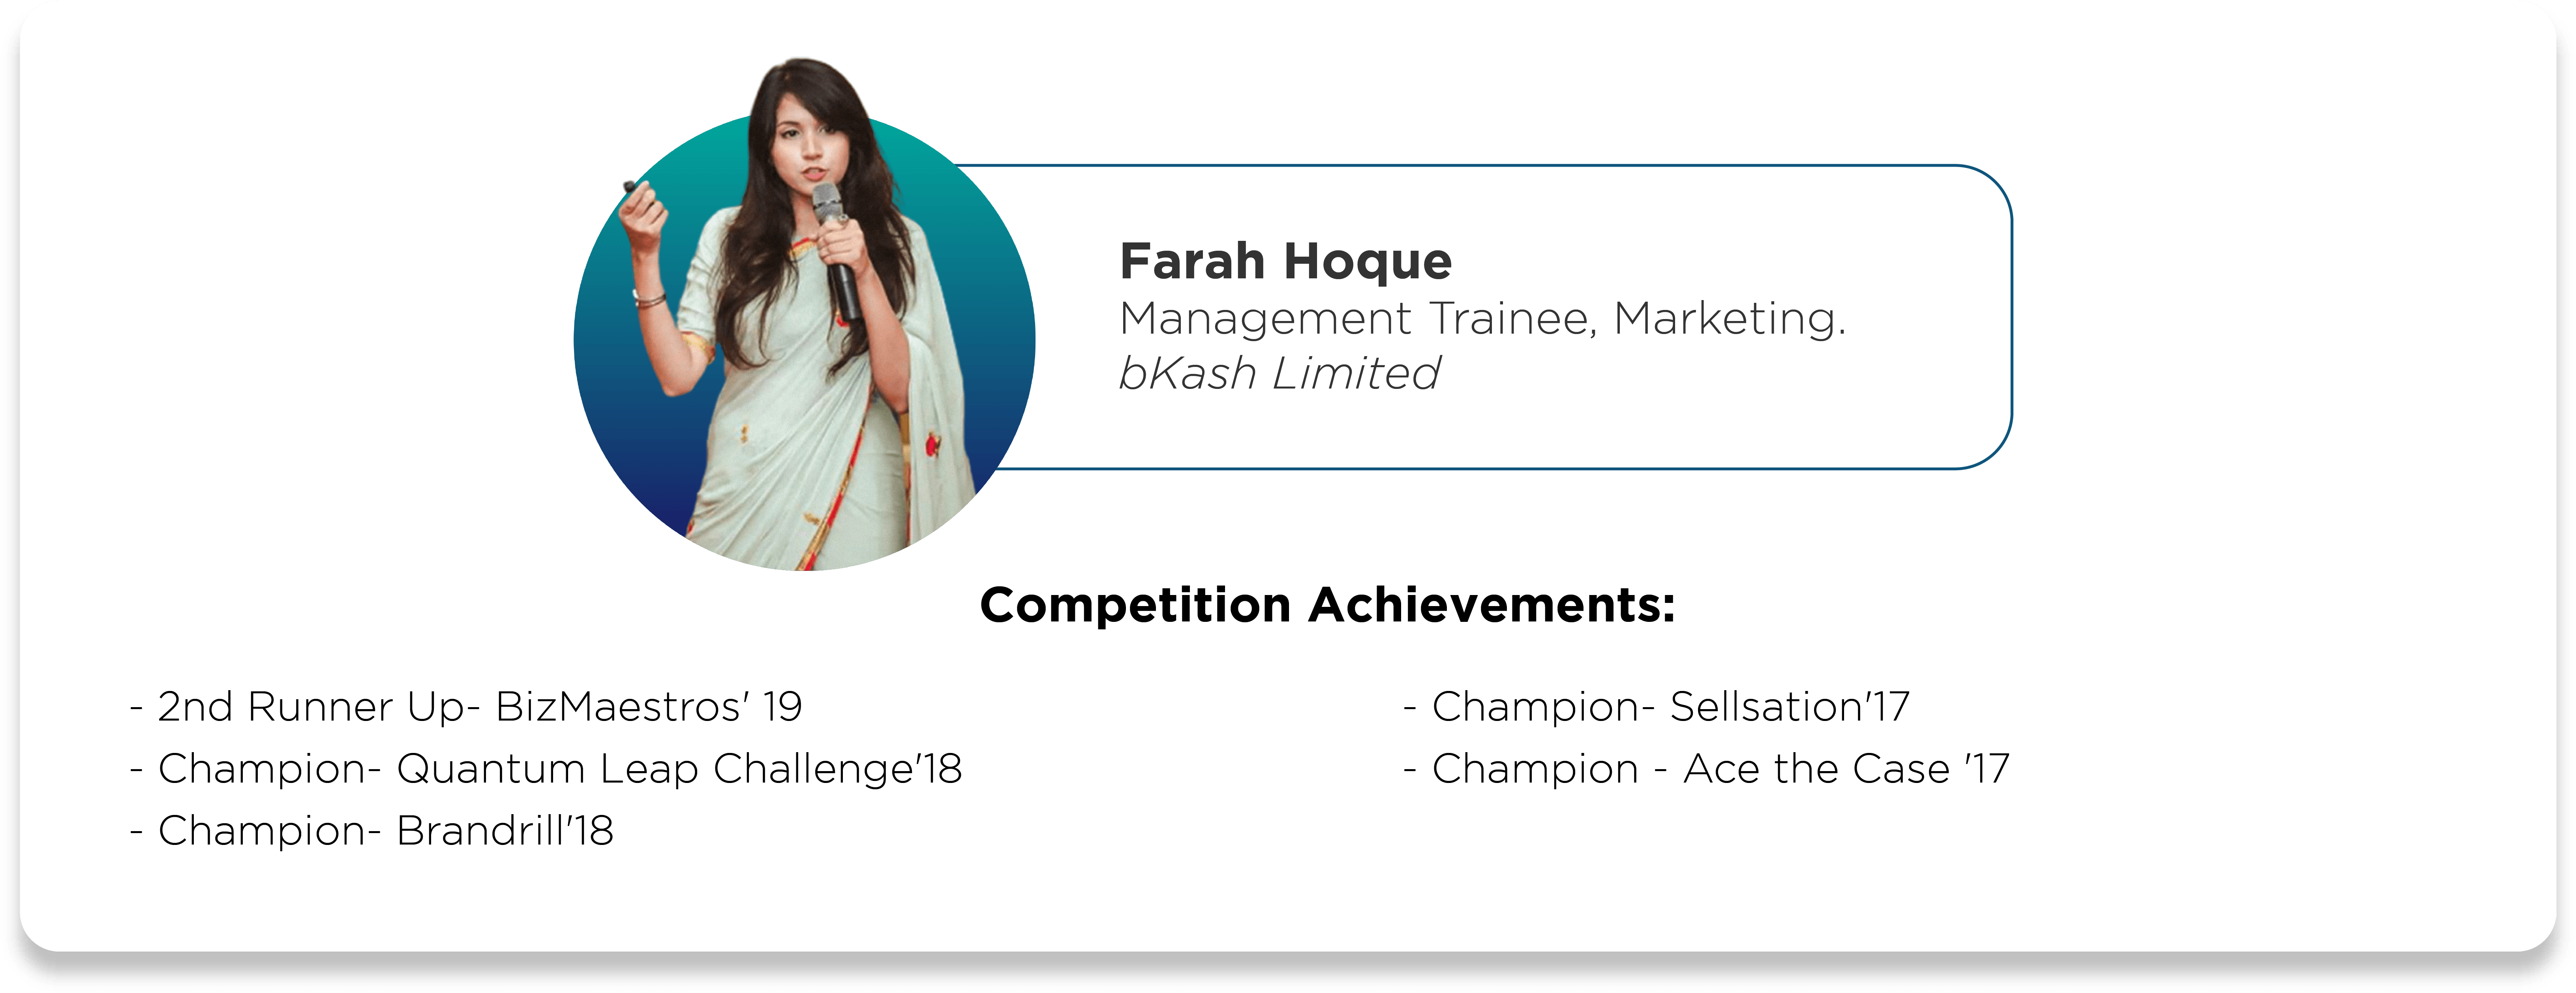 Farah Hoque
Management Trainee, Marketing.
bKash Limited
Competition Achievements:
- 2nd Runner Up- BizMaestros' 19
- Champion- Quantum Leap Challenge'18
- Champion- Brandrill'18
- Champion- Sellsation'17
- Champion - Ace the Case '17